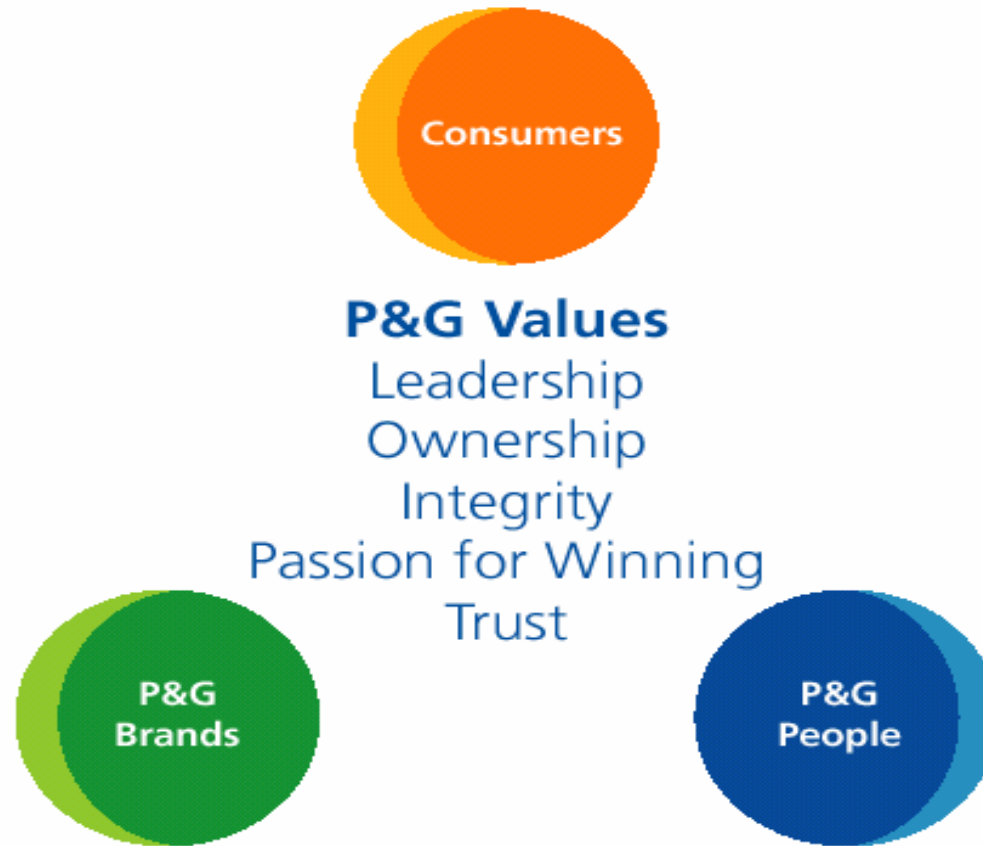 Consumers
P&G Values
Leadership
Ownership
Integrity
Passion for Winning
Trust
P&G
Brands
P&G
People